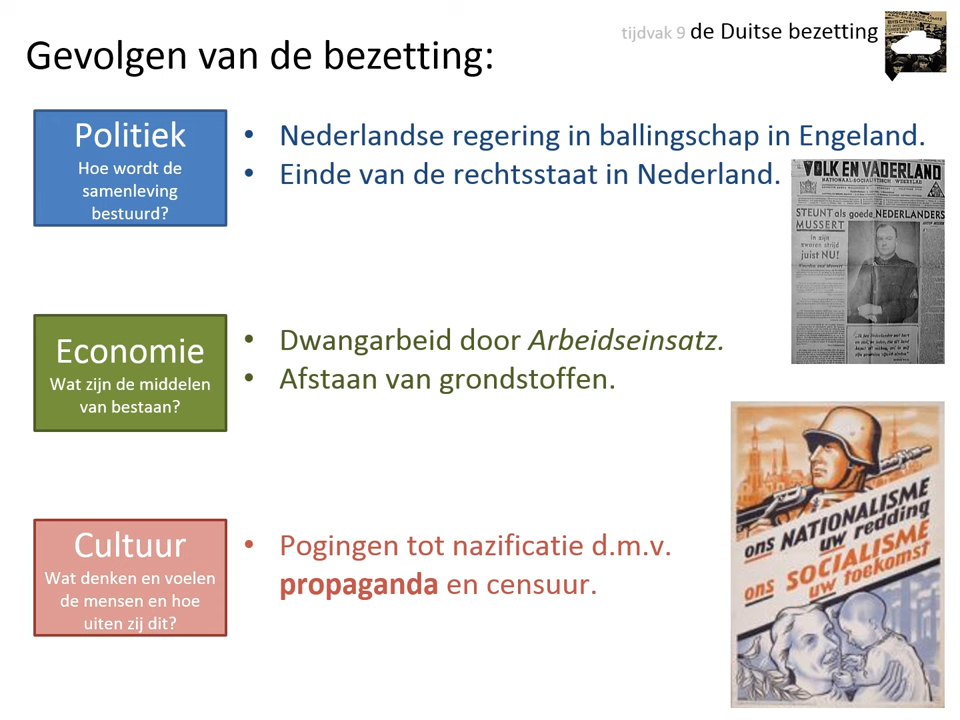 tijdvak 9 de Duitse bezetting
Gevolgen van de bezetting:
Politiek
Hoe wordt de
samenleving
bestuurd?
• Nederlandse regering in ballingschap in Engeland.
• Einde van de rechtsstaat in Nederland.
VOLK EN VADERLAND
NATIONAAL-SOCIALISTISCH WEEKBLAD
STEUNT als goede NEDERLANDERS
MUSSERT
in zijn
zwaren strijd
juist NU!
Economie
Wat zijn de middelen
van bestaan?
• Dwangarbeid door Arbeidseinsatz.
• Afstaan van grondstoffen.
Cultuur
Wat denken en voelen
de mensen en hoe
uiten zij dit?
• Pogingen tot nazificatie d.m.v.
propaganda en censuur.
ons NATIONALISME
uw redding
ons SOCIALISME
uw toekomst